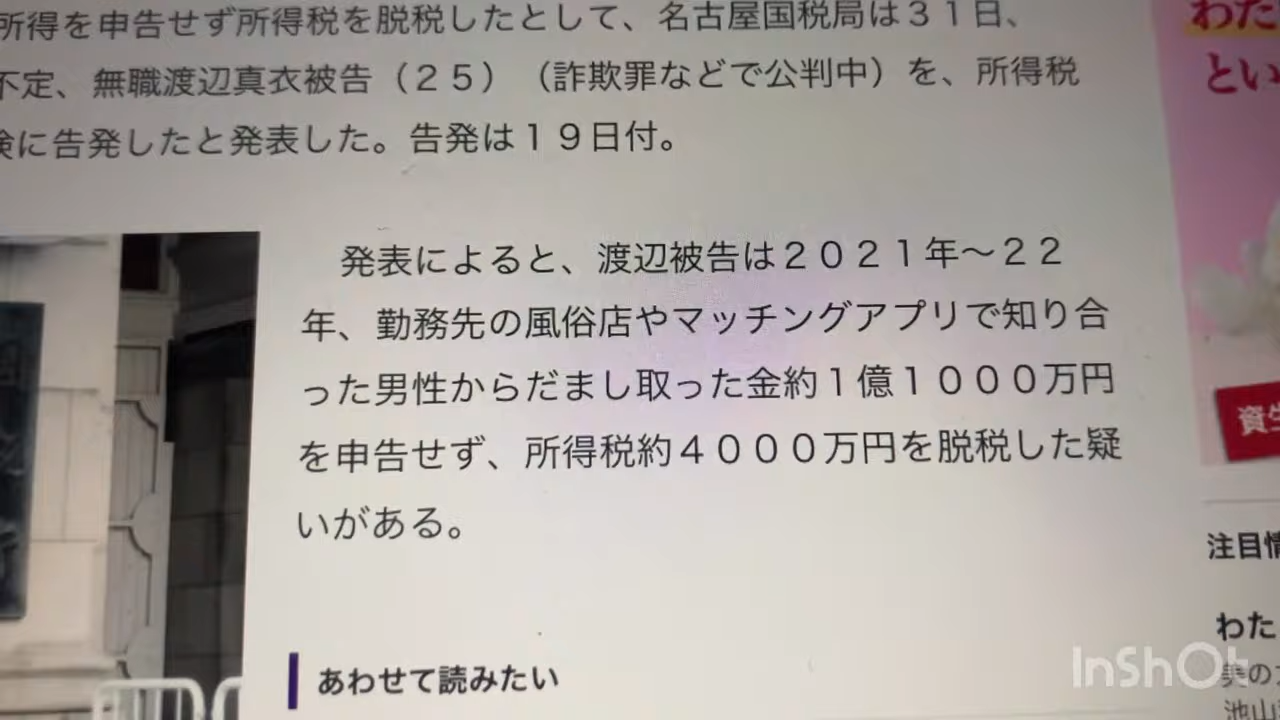 所得を申告せず所得税を脱税したとして、名古屋国税局は31日、
不定、無職渡辺真衣被告（25）（詐欺罪などで公判中）を、所得税
検に告発したと発表した。告発は19日付。
発表によると、渡辺被告は2021年〜22
年、勤務先の風俗店やマッチングアプリで知り合
った男性からだまし取った金約1億1000万円
を申告せず、所得税約4000万円を脱税した疑
いがある。
あわせて読みたい
わた
とい
資生
注目情
わた
美の
池山
InShOt